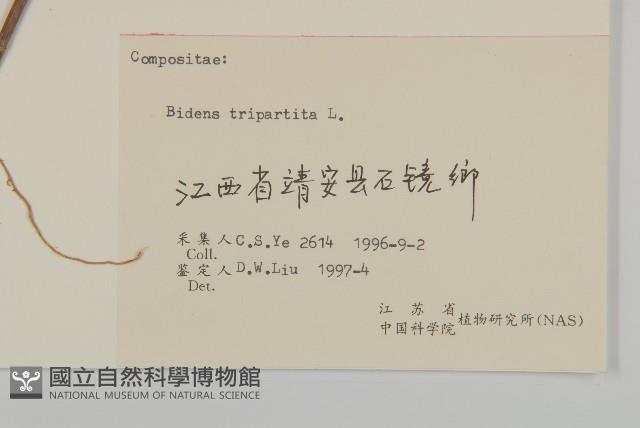 Compositae:
Bidens tripartita L.
江西省靖安县石镜鄉
采集人 C.S.Ye 2614 1996-9-2
Coll.
鉴定人 D.W.Liu 1997-4
Det.
江苏省
中国科学院 植物研究所(NAS)
國立自然科學博物館
NATIONAL MUSEUM OF NATURAL SCIENCE